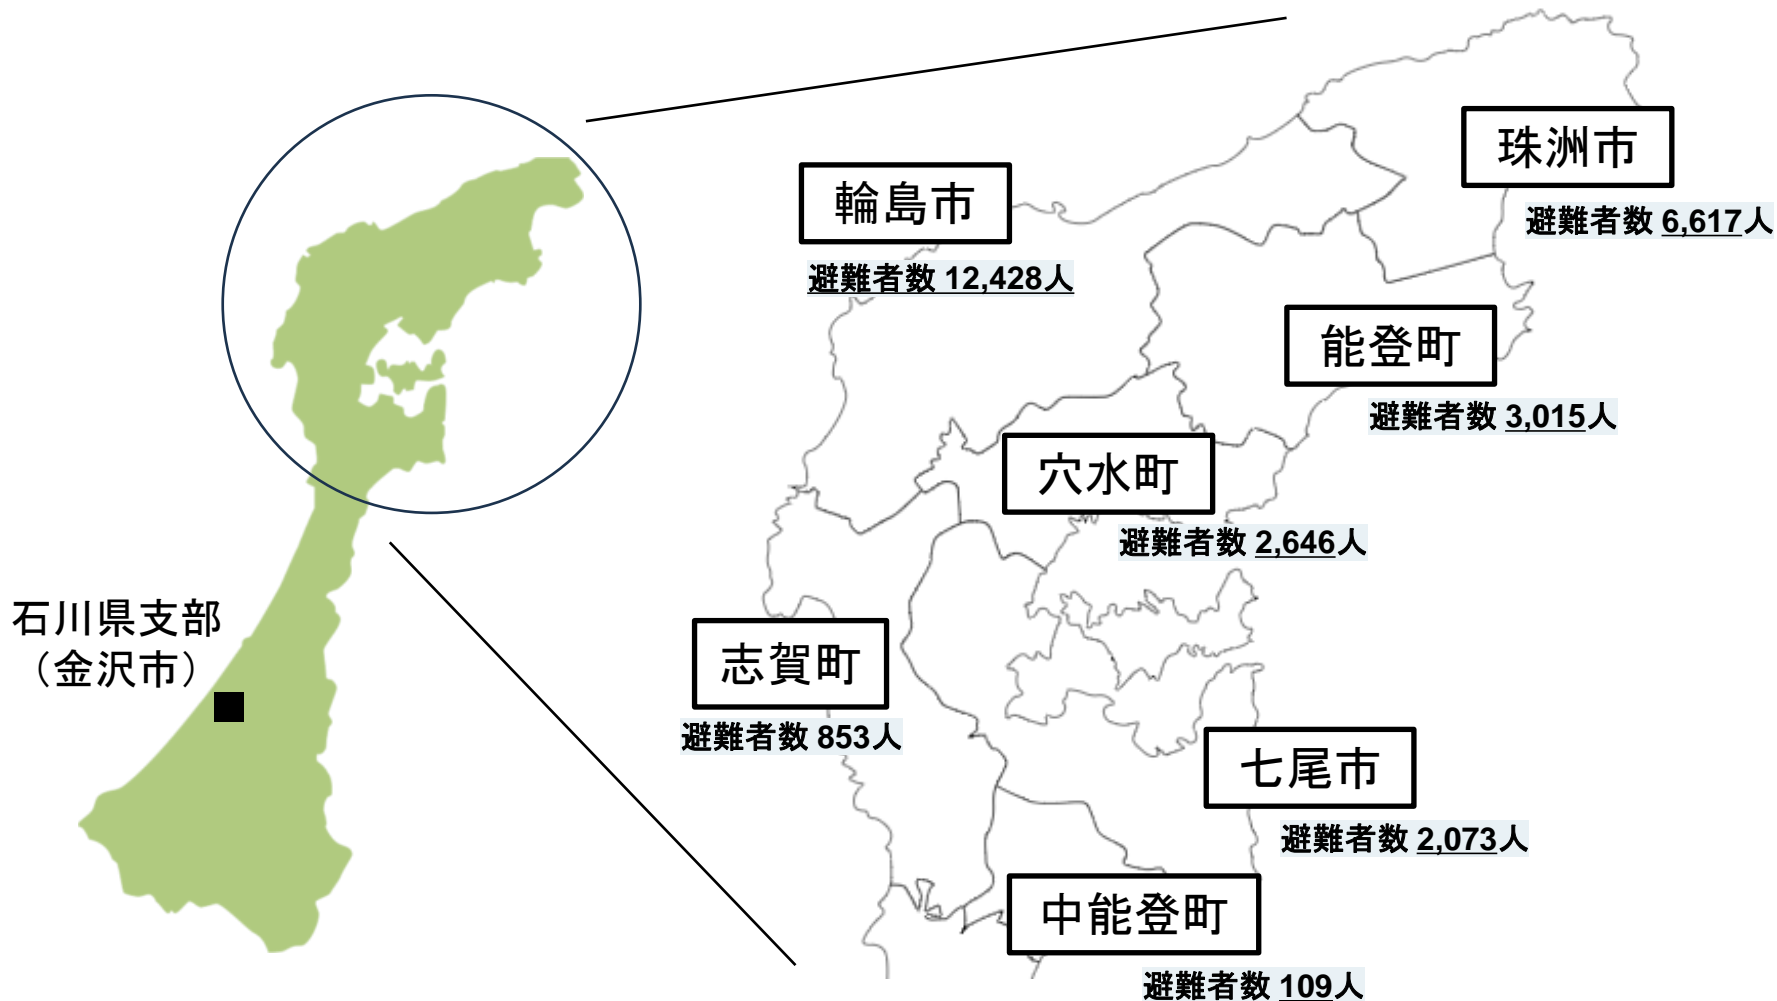 珠洲市
避難者数 6,617人
輪島市
避難者数 12,428人
能登町
避難者数 3,015人
穴水町
避難者数 2,646人
石川県支部
（金沢市）
志賀町
避難者数 853人
七尾市
避難者数 2,073人
中能登町
避難者数 109人